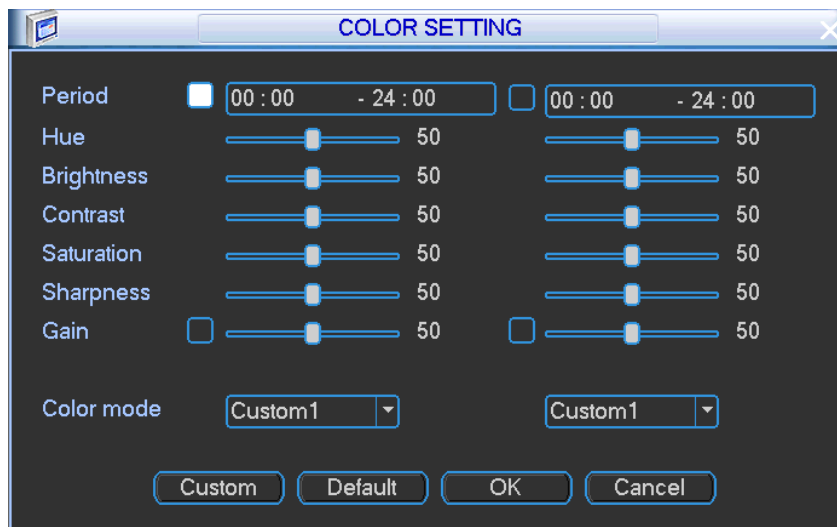 COLOR SETTING
Period 00 : 00 - 24 : 00 00 : 00 - 24 : 00
Hue 50 50
Brightness 50 50
Contrast 50 50
Saturation 50 50
Sharpness 50 50
Gain 50 50
Color mode Custom1 Custom1
Custom Default OK Cancel